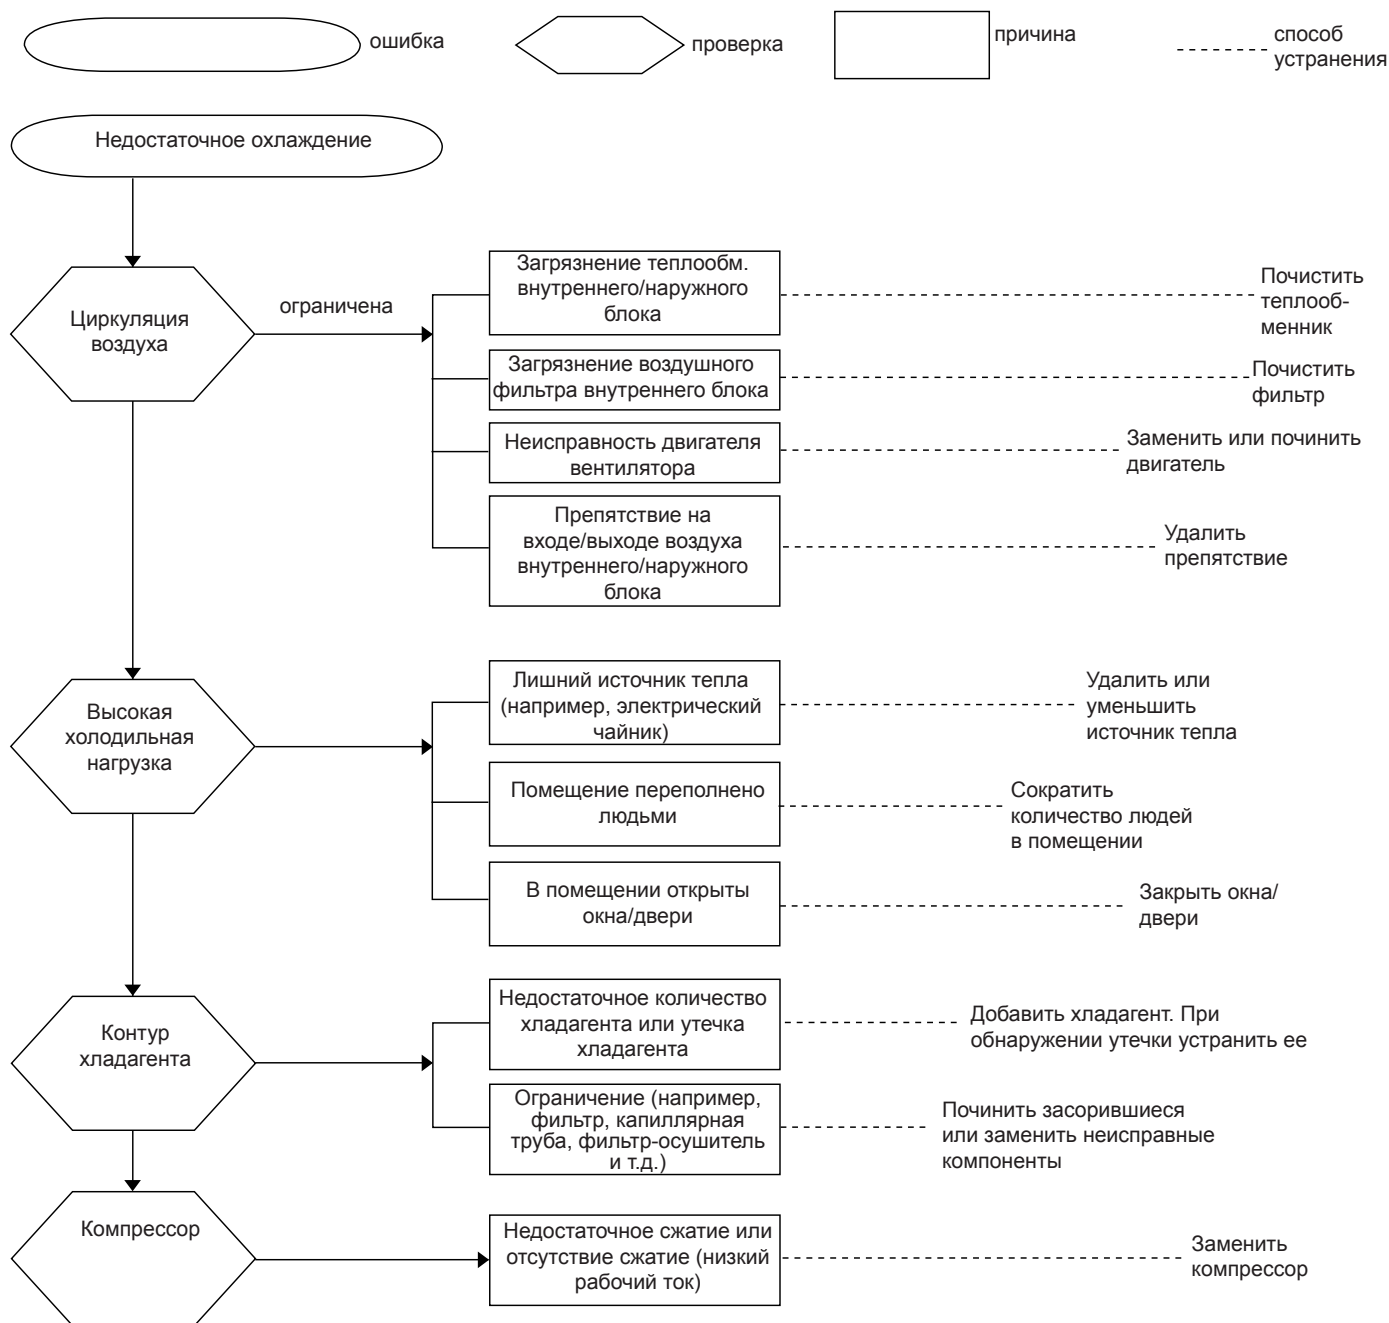 ошибка
проверка
причина
способ
устранения
Недостаточное охлаждение
Циркуляция
воздуха
ограничена
Загрязнение теплообм.
внутреннего/наружного
блока
Почистить
теплооб-
менник
Загрязнение воздушного
фильтра внутреннего блока
Почистить
фильтр
Неисправность двигателя
вентилятора
Заменить или починить
двигатель
Препятствие на
входе/выходе воздуха
внутреннего/наружного
блока
Удалить
препятствие
Высокая
холодильная
нагрузка
Лишний источник тепла
(например, электрический
чайник)
Удалить или
уменьшить
источник тепла
Помещение переполнено
людьми
Сократить
количество людей
в помещении
В помещении открыты
окна/двери
Закрыть окна/
двери
Контур
хладагента
Недостаточное количество
хладагента или утечка
хладагента
Добавить хладагент. При
обнаружении утечки устранить ее
Ограничение (например,
фильтр, капиллярная
труба, фильтр-осушитель
и т.д.)
Починить засорившиеся
или заменить неисправные
компоненты
Компрессор
Недостаточное сжатие или
отсутствие сжатие (низкий
рабочий ток)
Заменить
компрессор